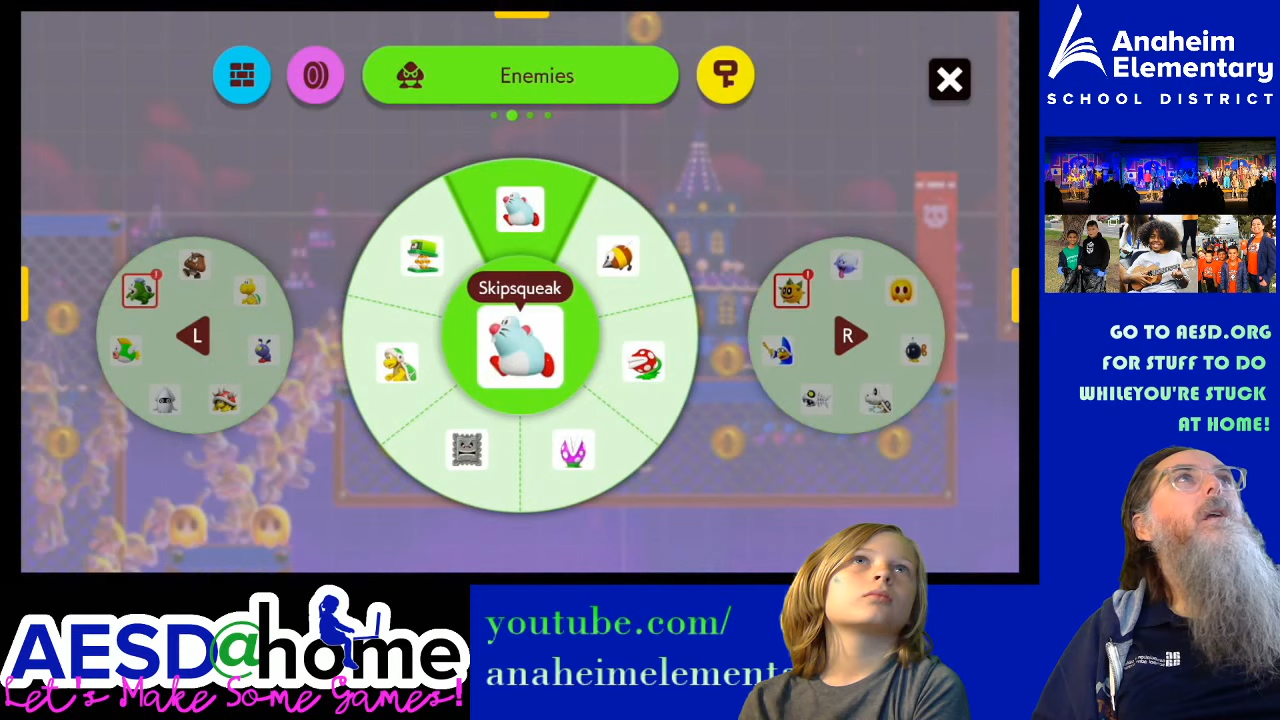 Enemies
Skipsqueak
L
R
Anaheim
Elementary
SCHOOL DISTRICT
GO TO AESD.ORG
FOR STUFF TO DO
WHILEYOU'RE STUCK
AT HOME!
AESD@home
Let's Make Some Games!
youtube.com/
anaheimelementa